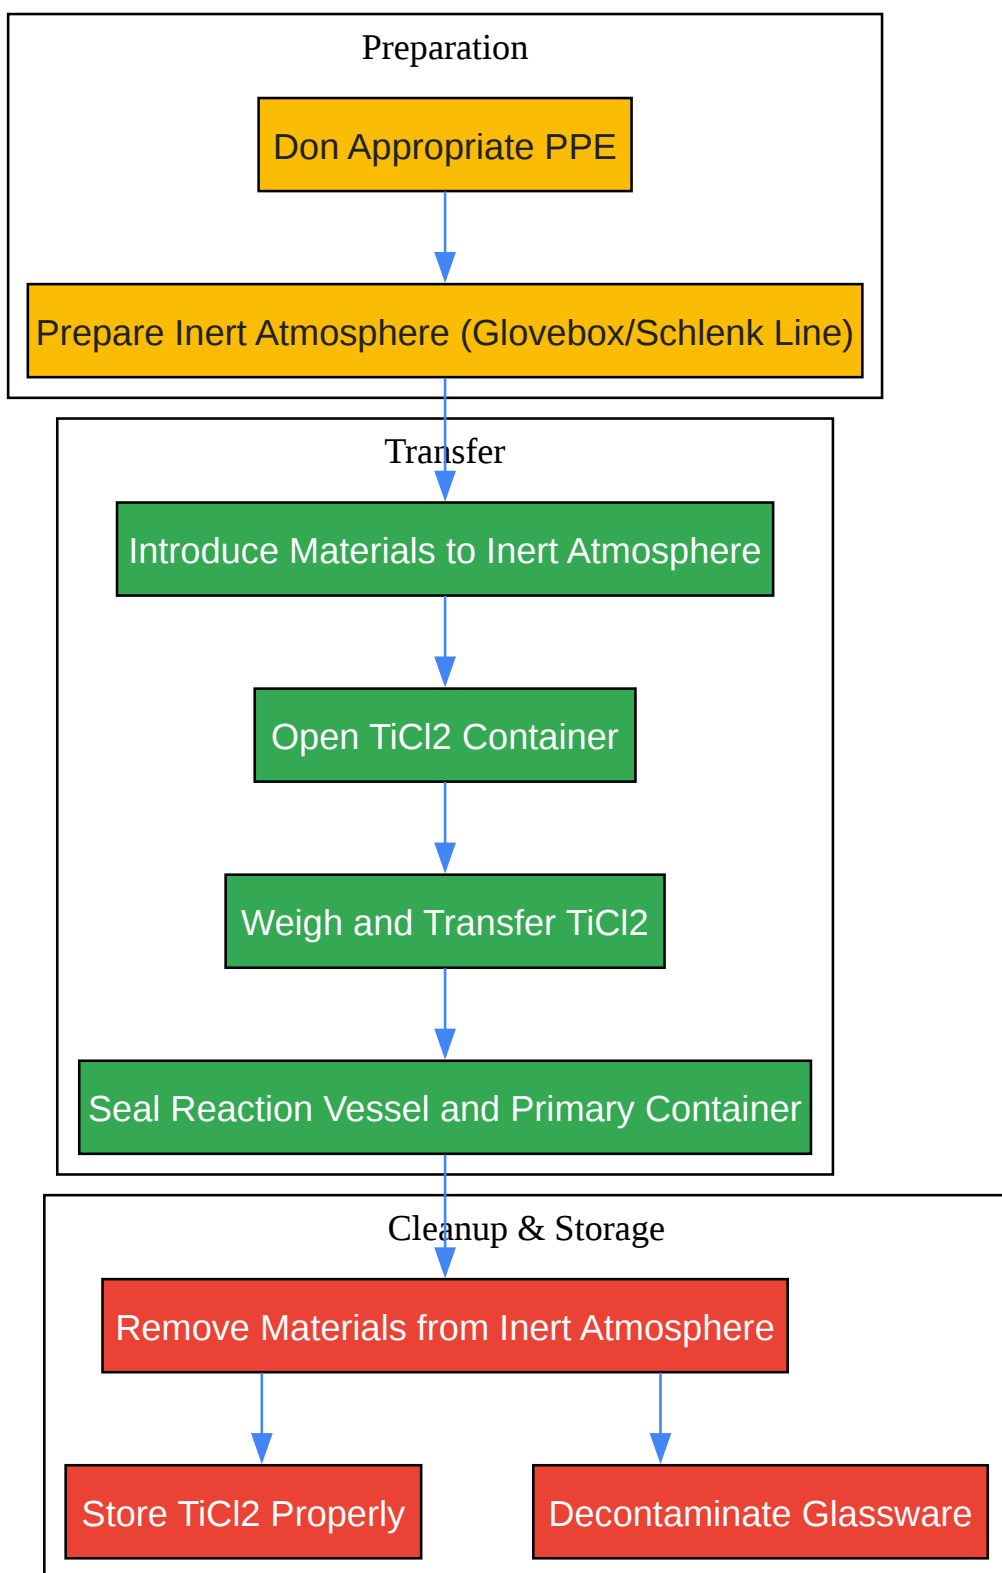 Preparation
Don Appropriate PPE
Prepare Inert Atmosphere (Glovebox/Schlenk Line)
Transfer
Introduce Materials to Inert Atmosphere
Open TiCl2 Container
Weigh and Transfer TiCl2
Seal Reaction Vessel and Primary Container
Cleanup & Storage
Remove Materials from Inert Atmosphere
Store TiCl2 Properly
Decontaminate Glassware